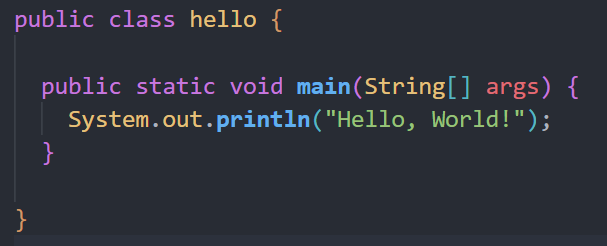 public class hello {
  public static void main(String[] args) {
    System.out.println("Hello, World!");
  }
}